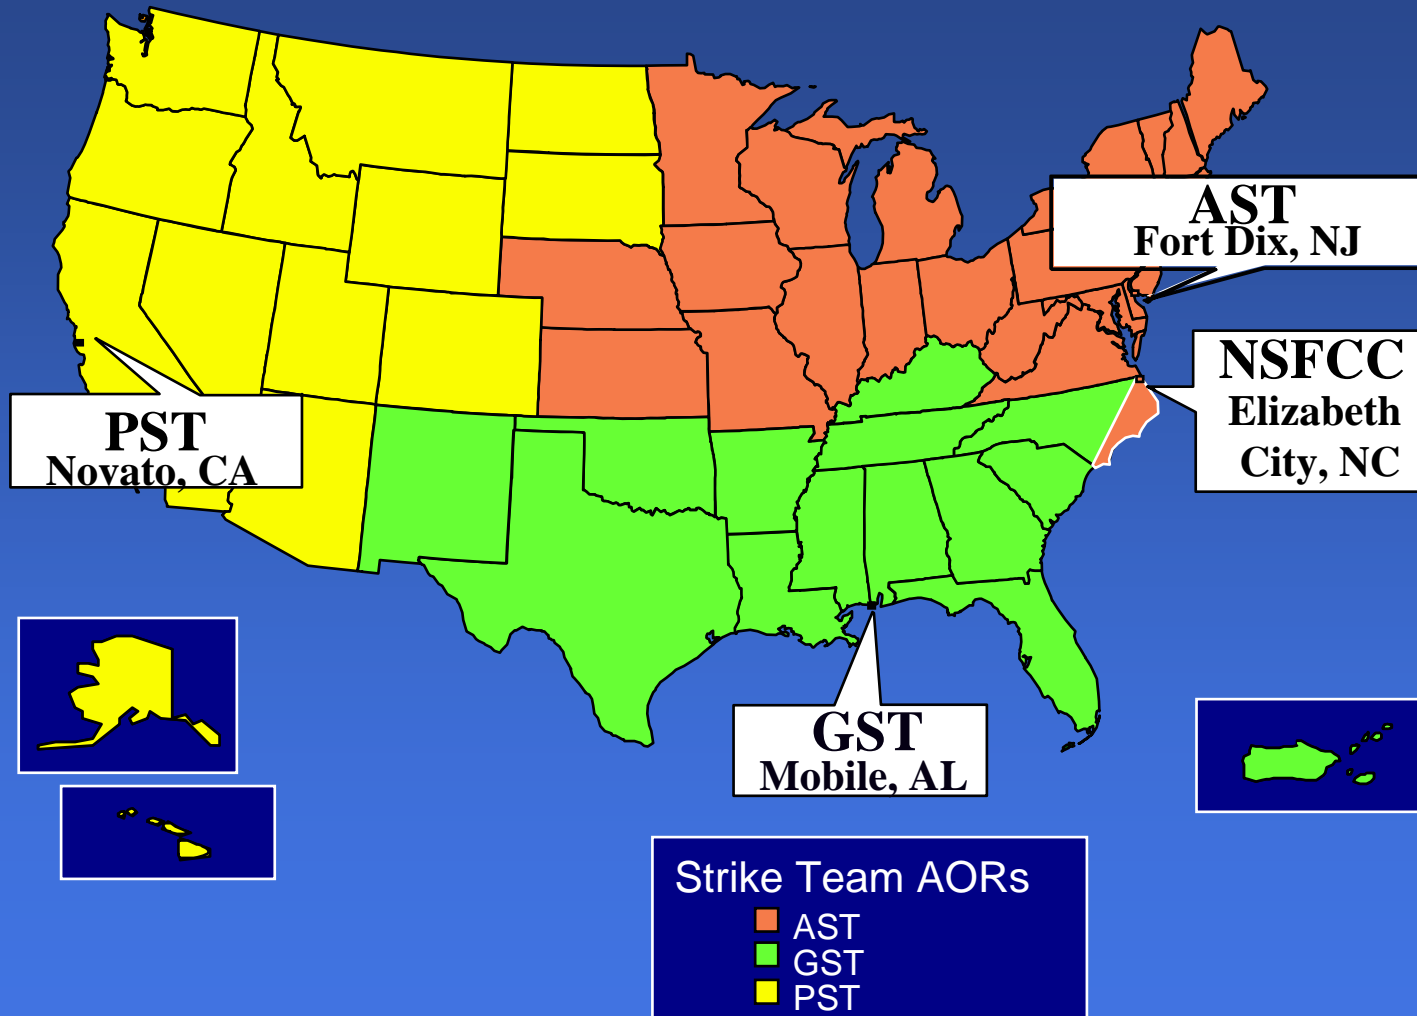 AST
Fort Dix, NJ
NSFCC
Elizabeth
City, NC
PST
Novato, CA
GST
Mobile, AL
Strike Team AORs
AST
GST
PST